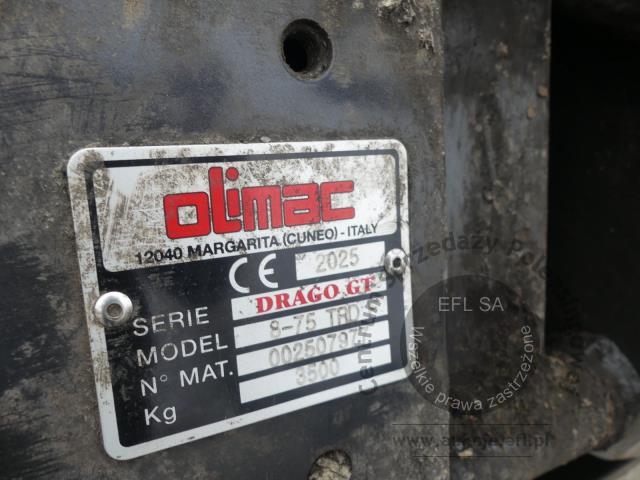 olimac
12040 MARGARITA (CUNEO) - ITALY
CE 2025
SERIE DRAGO GT
MODEL 8-75 TRD
N° MAT. 00250797
Kg 3500
EFL SA
Wszelkie prawa zastrzeżone